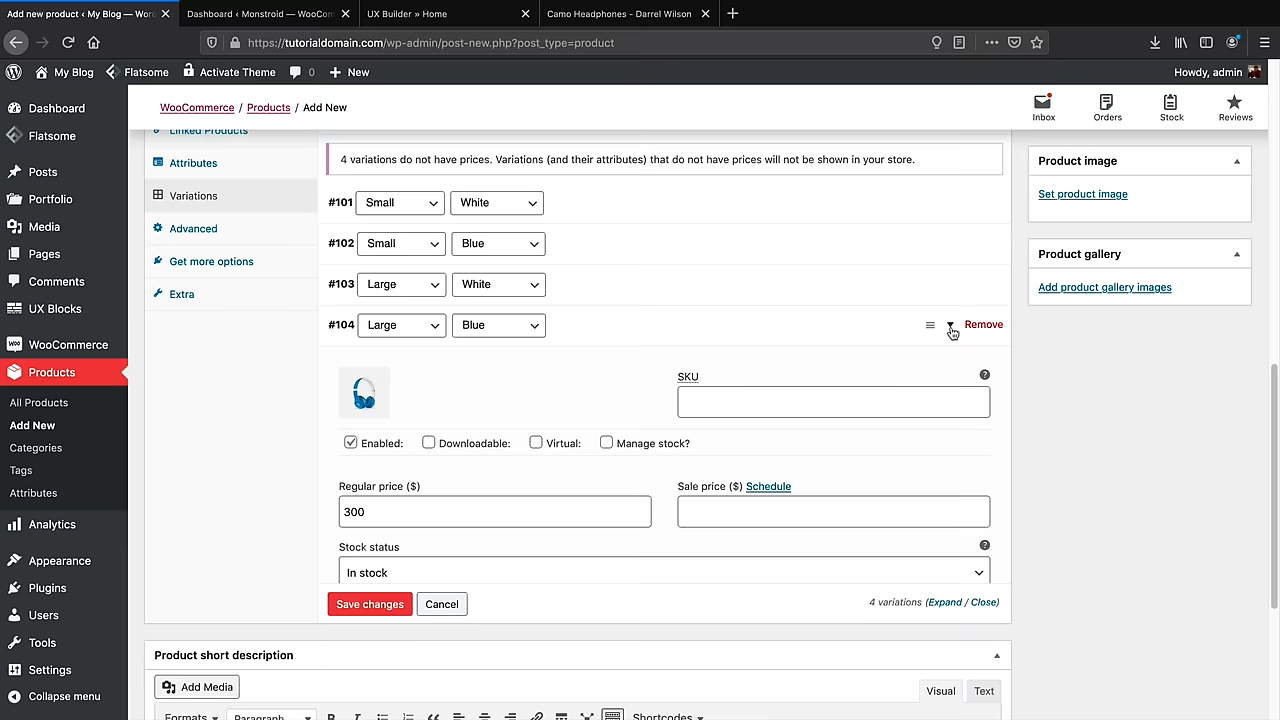 Add new product ‹ My Blog — Wor
Dashboard ‹ Monstroid — WooCom
UX Builder » Home
Camo Headphones - Darrel Wilson
https://tutorialdomain.com/wp-admin/post-new.php?post_type=product
My Blog
Flatsome
Activate Theme
0
New
Howdy, admin
Dashboard
Flatsome
Posts
Portfolio
Media
Pages
Comments
UX Blocks
WooCommerce
Products
All Products
Add New
Categories
Tags
Attributes
Analytics
Appearance
Plugins
Users
Tools
Settings
Collapse menu
WooCommerce / Products / Add New
Inbox
Orders
Stock
Reviews
Linked Products
Attributes
Variations
Advanced
Get more options
Extra
4 variations do not have prices. Variations (and their attributes) that do not have prices will not be shown in your store.
#101 Small White
#102 Small Blue
#103 Large White
#104 Large Blue
Remove
SKU
Enabled: Downloadable: Virtual: Manage stock?
Regular price ($)
300
Sale price ($) Schedule
Stock status
In stock
Save changes
Cancel
4 variations (Expand / Close)
Product short description
Add Media
Visual
Text
Formats
Paragraph
B I
Shortcodes
Product image
Set product image
Product gallery
Add product gallery images